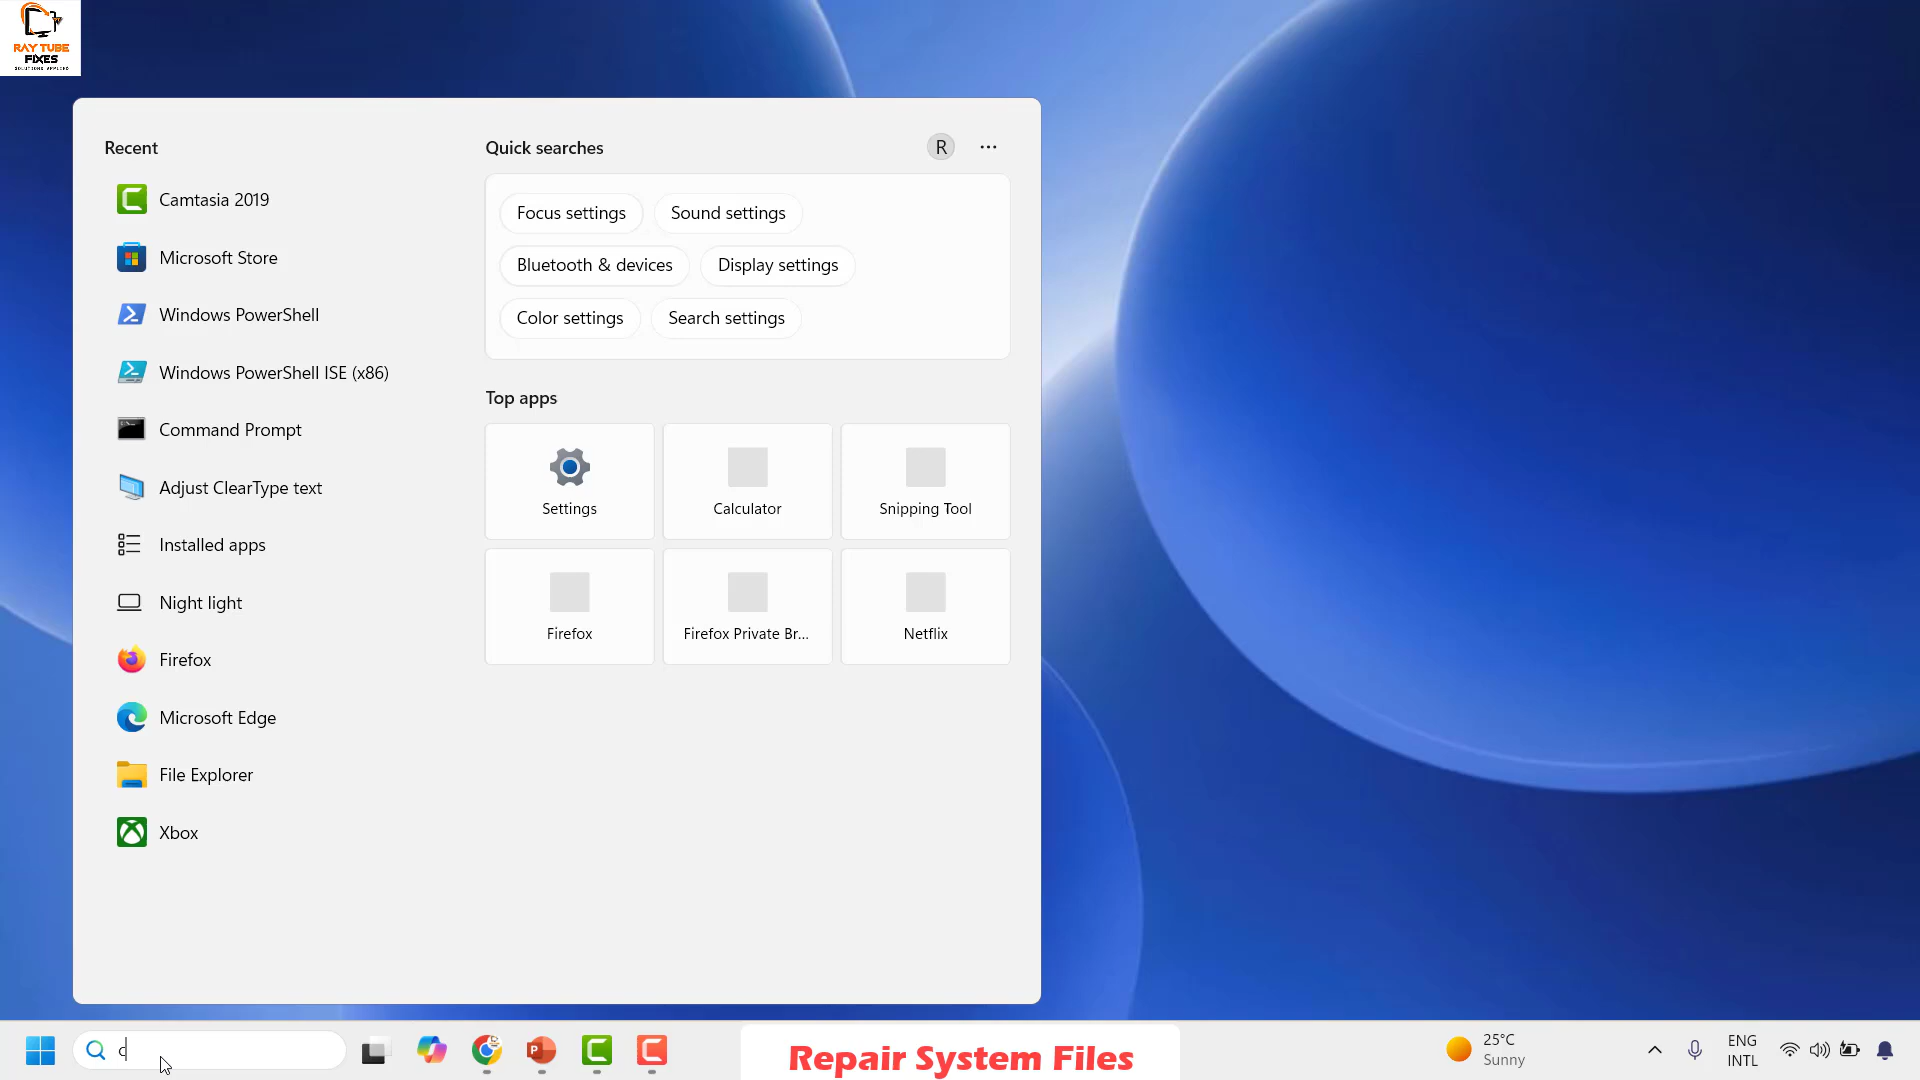 RAY TUBE
FIXES
SOLUTIONS APPLIED
Recent
Camtasia 2019
Microsoft Store
Windows PowerShell
Windows PowerShell ISE (x86)
Command Prompt
Adjust ClearType text
Installed apps
Night light
Firefox
Microsoft Edge
File Explorer
Xbox
Quick searches
R
Focus settings
Sound settings
Bluetooth & devices
Display settings
Color settings
Search settings
Top apps
Settings
Calculator
Snipping Tool
Firefox
Firefox Private Br...
Netflix
c
Repair System Files
25°C
Sunny
ENG
INTL